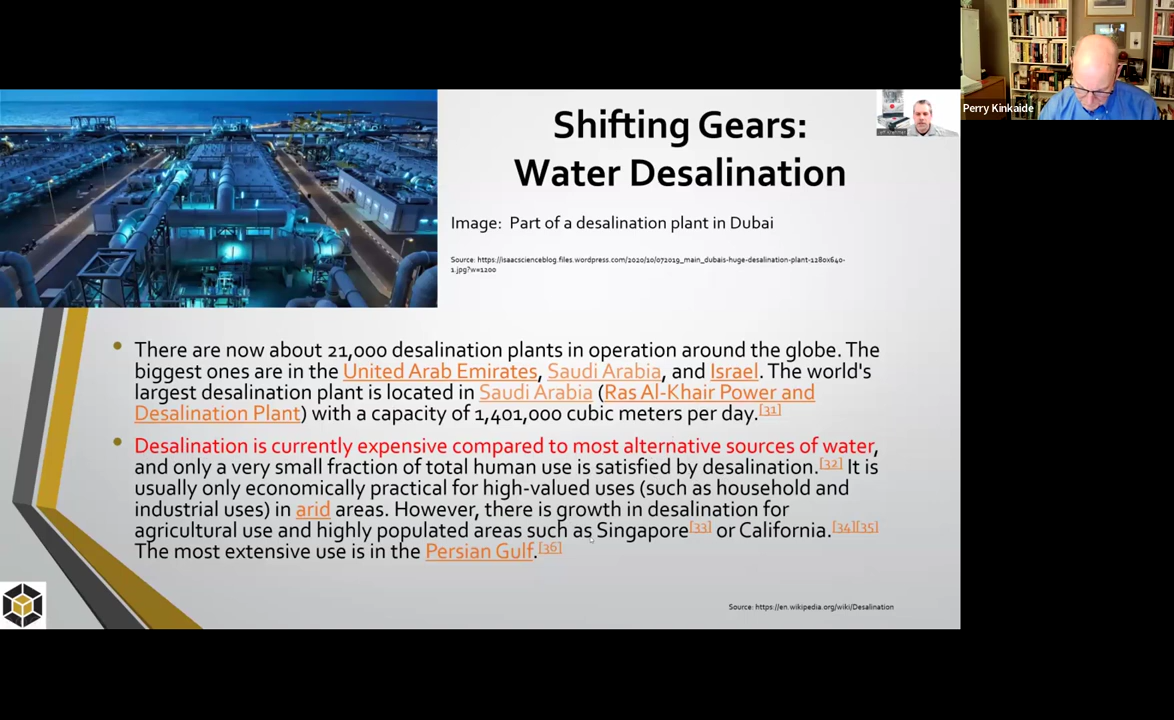 Shifting Gears:
Water Desalination
Perry Kinkaide
Image: Part of a desalination plant in Dubai
Source: https://isaacscienceblog.files.wordpress.com/2020/10/072019_main_dubais-huge-desalination-plant-1280x640-
1.jpg?w=1200
• There are now about 21,000 desalination plants in operation around the globe. The
biggest ones are in the United Arab Emirates, Saudi Arabia, and Israel. The world's
largest desalination plant is located in Saudi Arabia (Ras Al-Khair Power and
Desalination Plant) with a capacity of 1,401,000 cubic meters per day.[31]
• Desalination is currently expensive compared to most alternative sources of water,
and only a very small fraction of total human use is satisfied by desalination.[32] It is
usually only economically practical for high-valued uses (such as household and
industrial uses) in arid areas. However, there is growth in desalination for
agricultural use and highly populated areas such as Singapore[33] or California.[34][35]
The most extensive use is in the Persian Gulf.[36]
Source: https://en.wikipedia.org/wiki/Desalination